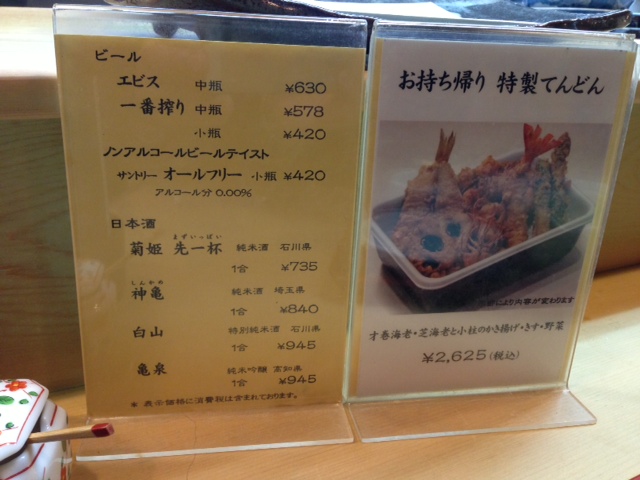 ビール
エビス 中瓶 ¥630
一番搾り 中瓶 ¥578
小瓶 ¥420
ノンアルコールビールテイスト
サントリー オールフリー 小瓶 ¥420
アルコール分 0.00%
日本酒
まずいっぱい
菊姫 先一杯 純米酒 石川県
1合 ¥735
しんかめ
神亀 純米酒 埼玉県
1合 ¥840
白山 特別純米酒 石川県
1合 ¥945
亀泉 純米吟醸 高知県
1合 ¥945
* 表示価格に消費税は含まれております。
お持ち帰り 特製てんどん
により内容が変わります
才巻海老・芝海老と小柱のかき揚げ・きす・野菜
¥2,625(税込)